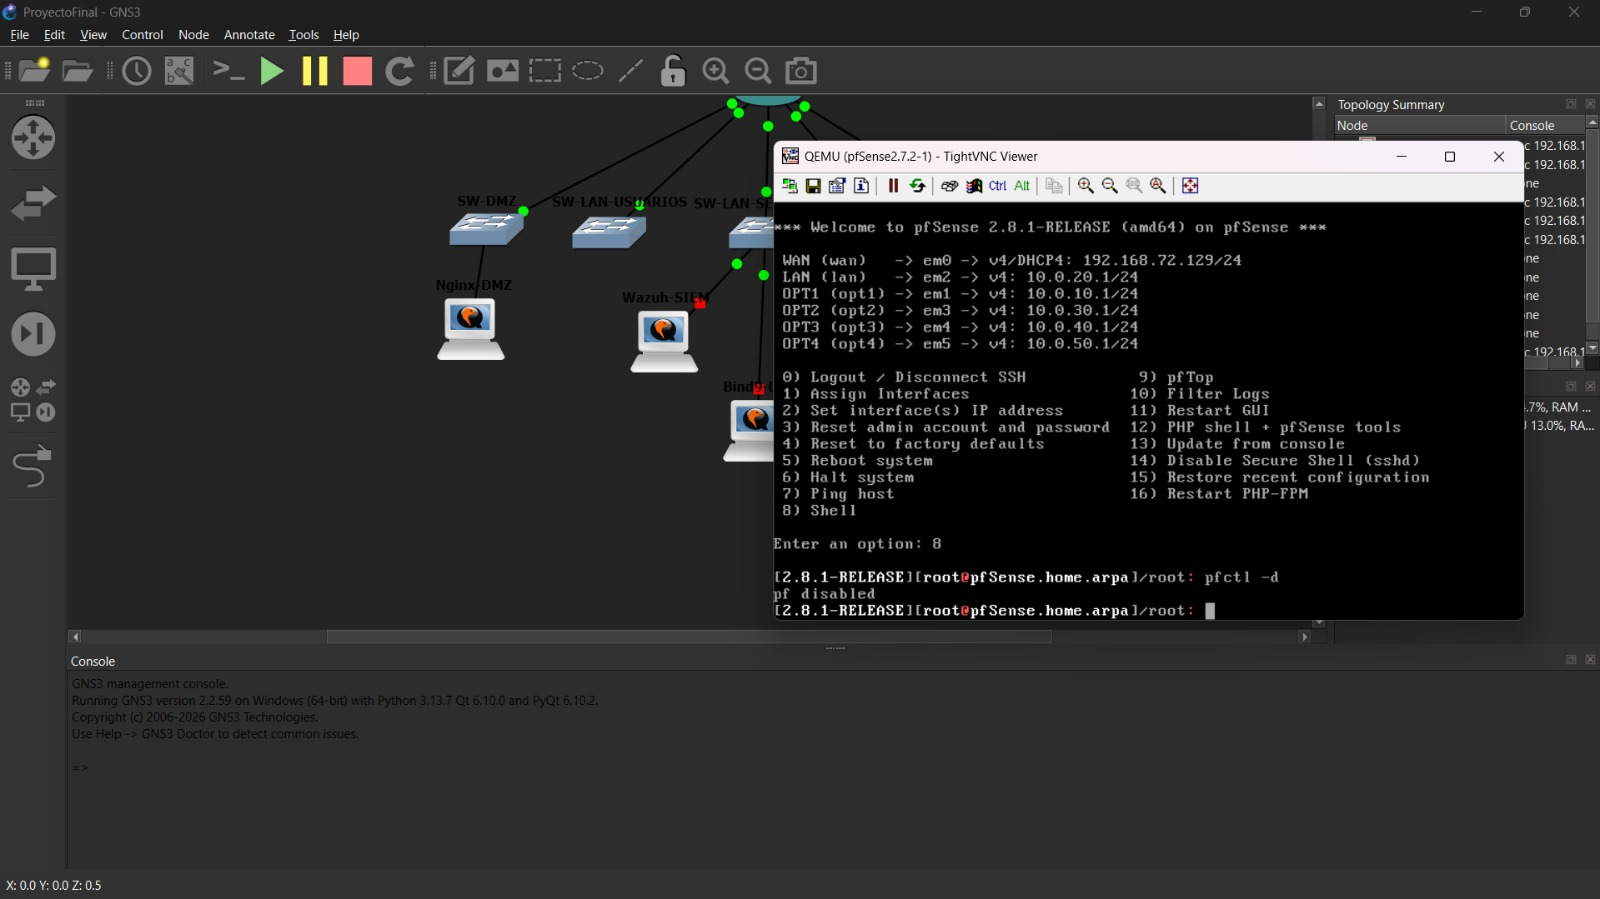 ProyectoFinal - GNS3
File Edit View Control Node Annotate Tools Help
Topology Summary
Node Console
c 192.168.1
c 192.168.1
ne
c 192.168.1
c 192.168.1
c 192.168.1
one
one
one
one
one
c 192.168.1
.7%, RAM ...
13.0%, RA...
SW-DMZ
SW-LAN-USUARIOS
SW-LAN-SE
Nginx-DMZ
Wazuh-SIEM
Bind9-
QEMU (pfSense2.7.2-1) - TightVNC Viewer
Ctrl Alt
*** Welcome to pfSense 2.8.1-RELEASE (amd64) on pfSense ***
WAN (wan) -> em0 -> v4/DHCP4: 192.168.72.129/24
LAN (lan) -> em2 -> v4: 10.0.20.1/24
OPT1 (opt1) -> em1 -> v4: 10.0.10.1/24
OPT2 (opt2) -> em3 -> v4: 10.0.30.1/24
OPT3 (opt3) -> em4 -> v4: 10.0.40.1/24
OPT4 (opt4) -> em5 -> v4: 10.0.50.1/24
0) Logout / Disconnect SSH 9) pfTop
1) Assign Interfaces 10) Filter Logs
2) Set interface(s) IP address 11) Restart GUI
3) Reset admin account and password 12) PHP shell + pfSense tools
4) Reset to factory defaults 13) Update from console
5) Reboot system 14) Disable Secure Shell (sshd)
6) Halt system 15) Restore recent configuration
7) Ping host 16) Restart PHP-FPM
8) Shell
Enter an option: 8
[2.8.1-RELEASE][root@pfSense.home.arpa]/root: pfctl -d
pf disabled
[2.8.1-RELEASE][root@pfSense.home.arpa]/root:
Console
GNS3 management console.
Running GNS3 version 2.2.59 on Windows (64-bit) with Python 3.13.7 Qt 6.10.0 and PyQt 6.10.2.
Copyright (c) 2006-2026 GNS3 Technologies.
Use Help -> GNS3 Doctor to detect common issues.
=>
X: 0.0 Y: 0.0 Z: 0.5